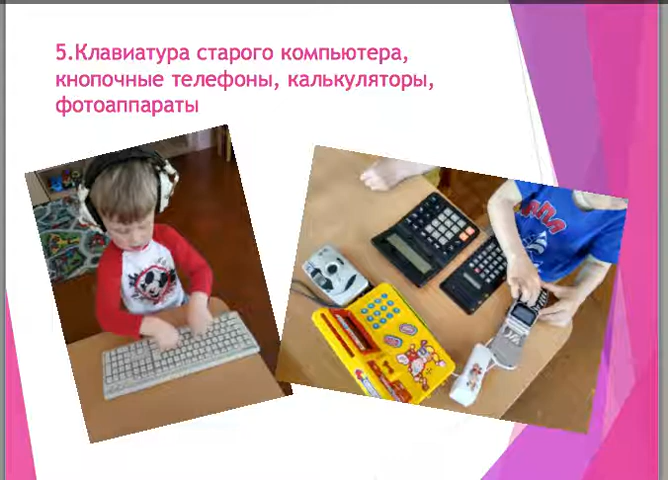 5.Клавиатура старого компьютера,
кнопочные телефоны, калькуляторы,
фотоаппараты